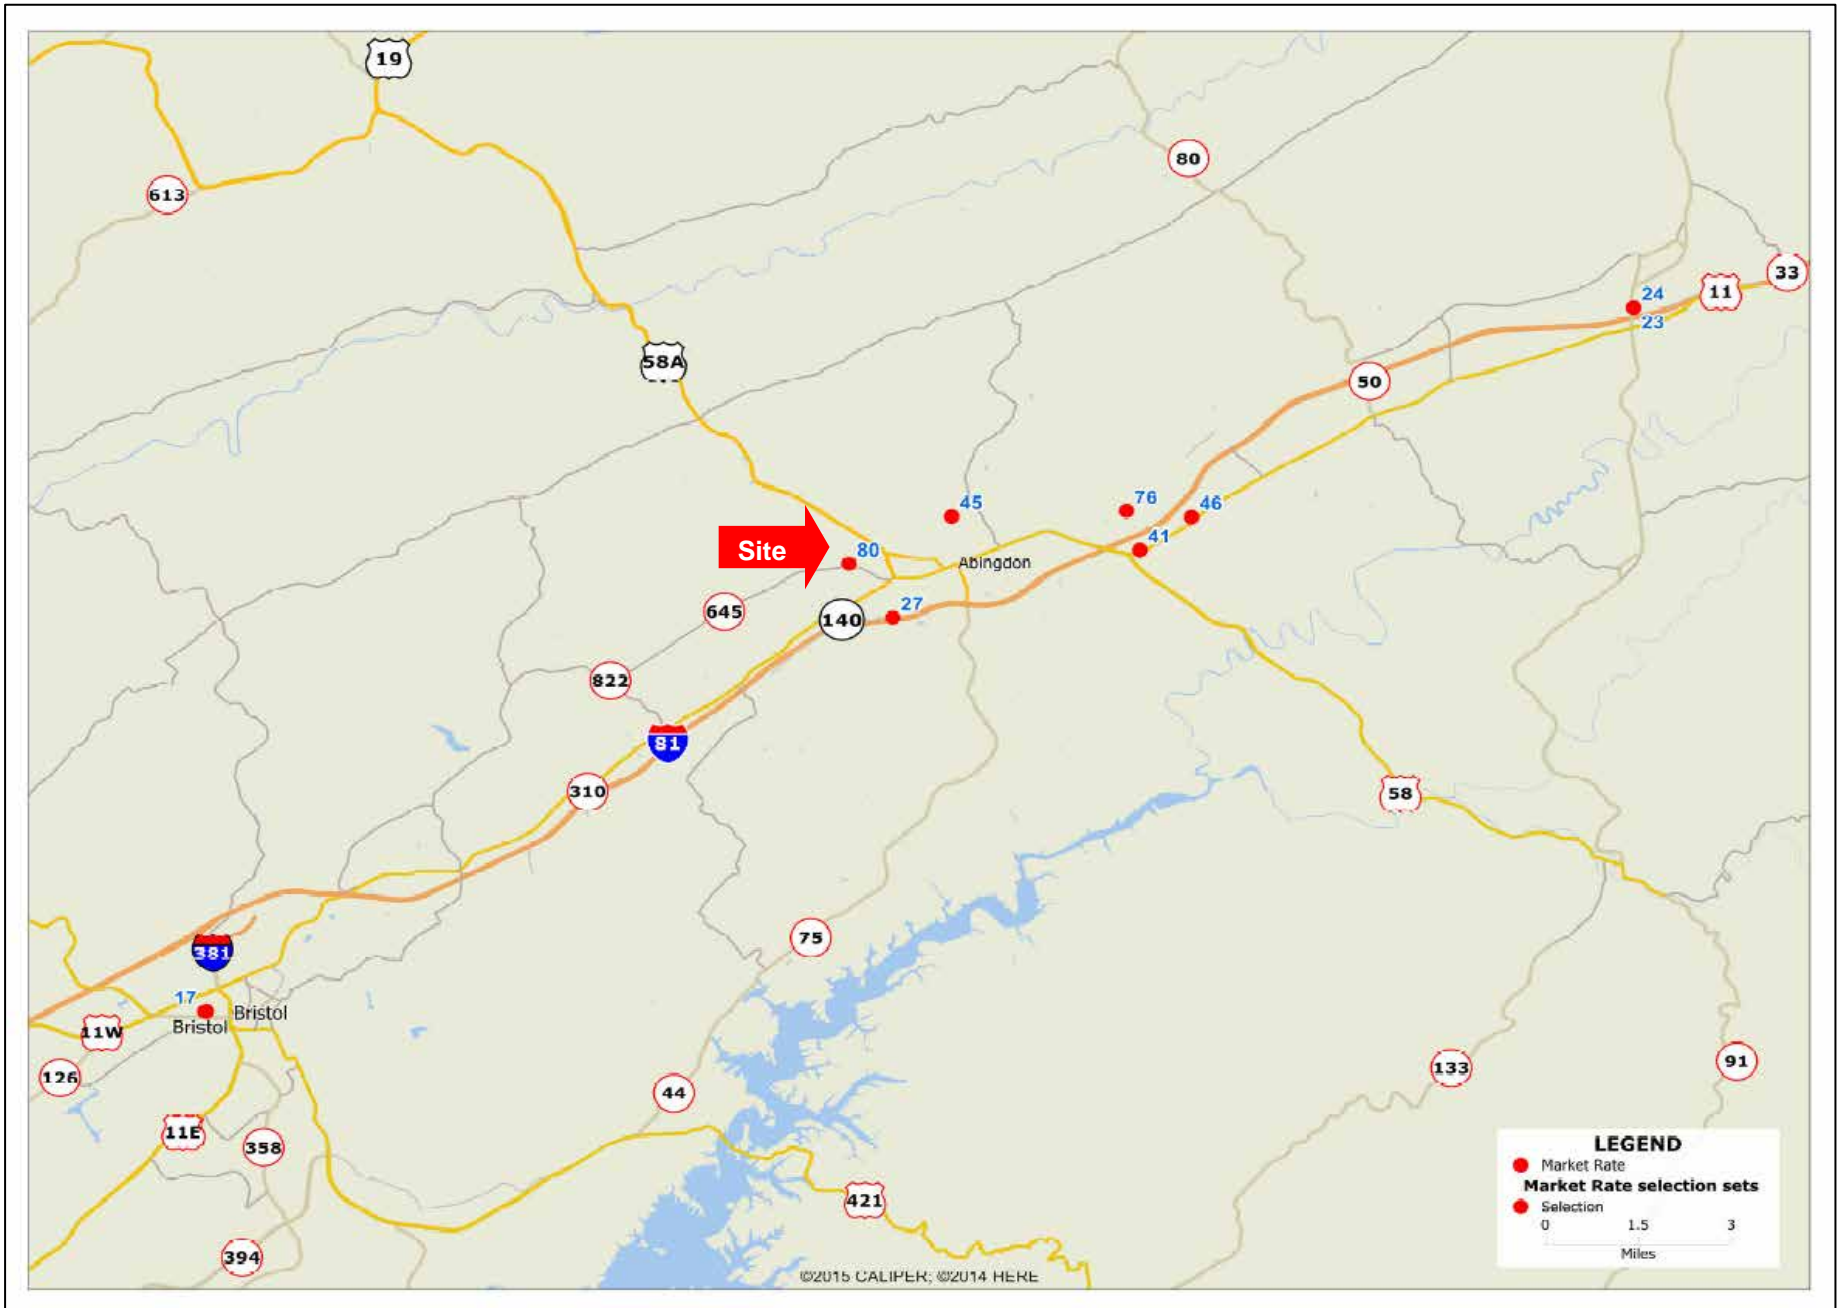 19
80
613
33
24
11
23
58A
50
45
76
46
41
Site
80
Abingdon
645
27
140
822
81
310
58
75
381
17
Bristol
Bristol
11W
126
44
133
91
11E
358
421
394
LEGEND
Market Rate
Market Rate selection sets
Selection
0 1.5 3
Miles
©2015 CALIPER; ©2014 HERE